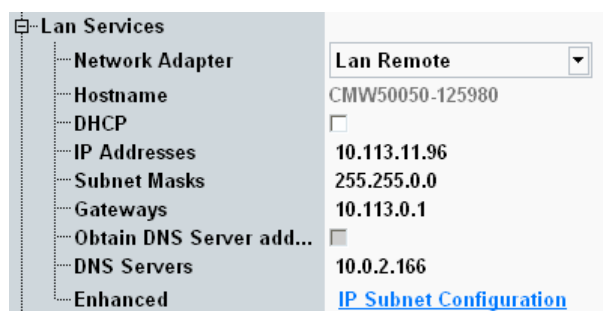 Lan Services
Network Adapter Lan Remote
Hostname CMW50050-125980
DHCP
IP Addresses 10.113.11.96
Subnet Masks 255.255.0.0
Gateways 10.113.0.1
Obtain DNS Server add...
DNS Servers 10.0.2.166
Enhanced IP Subnet Configuration